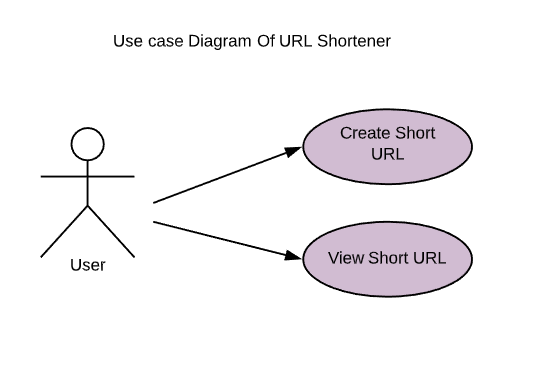 Use case Diagram Of URL Shortener
Create Short
URL
View Short URL
User